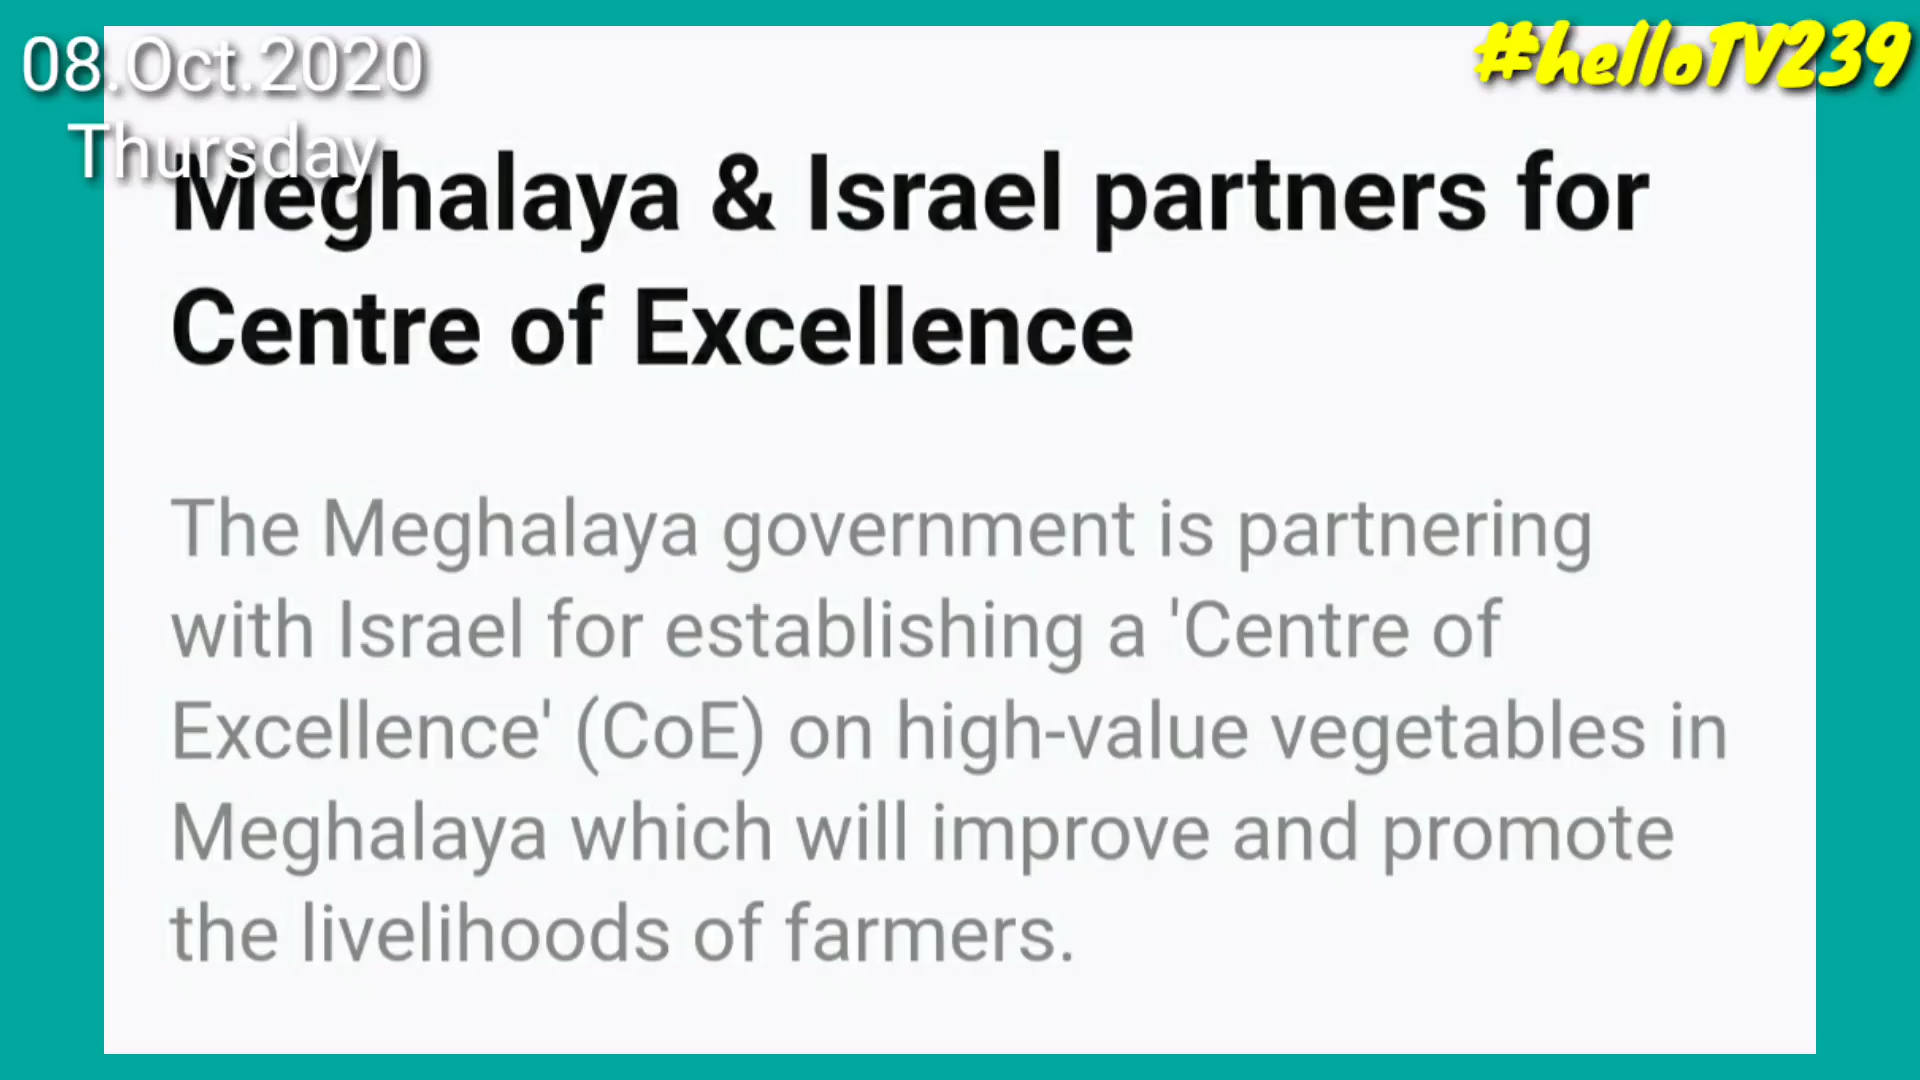 08.Oct.2020
Thursday
#helloTV239
Meghalaya & Israel partners for
Centre of Excellence
The Meghalaya government is partnering
with Israel for establishing a 'Centre of
Excellence' (CoE) on high-value vegetables in
Meghalaya which will improve and promote
the livelihoods of farmers.